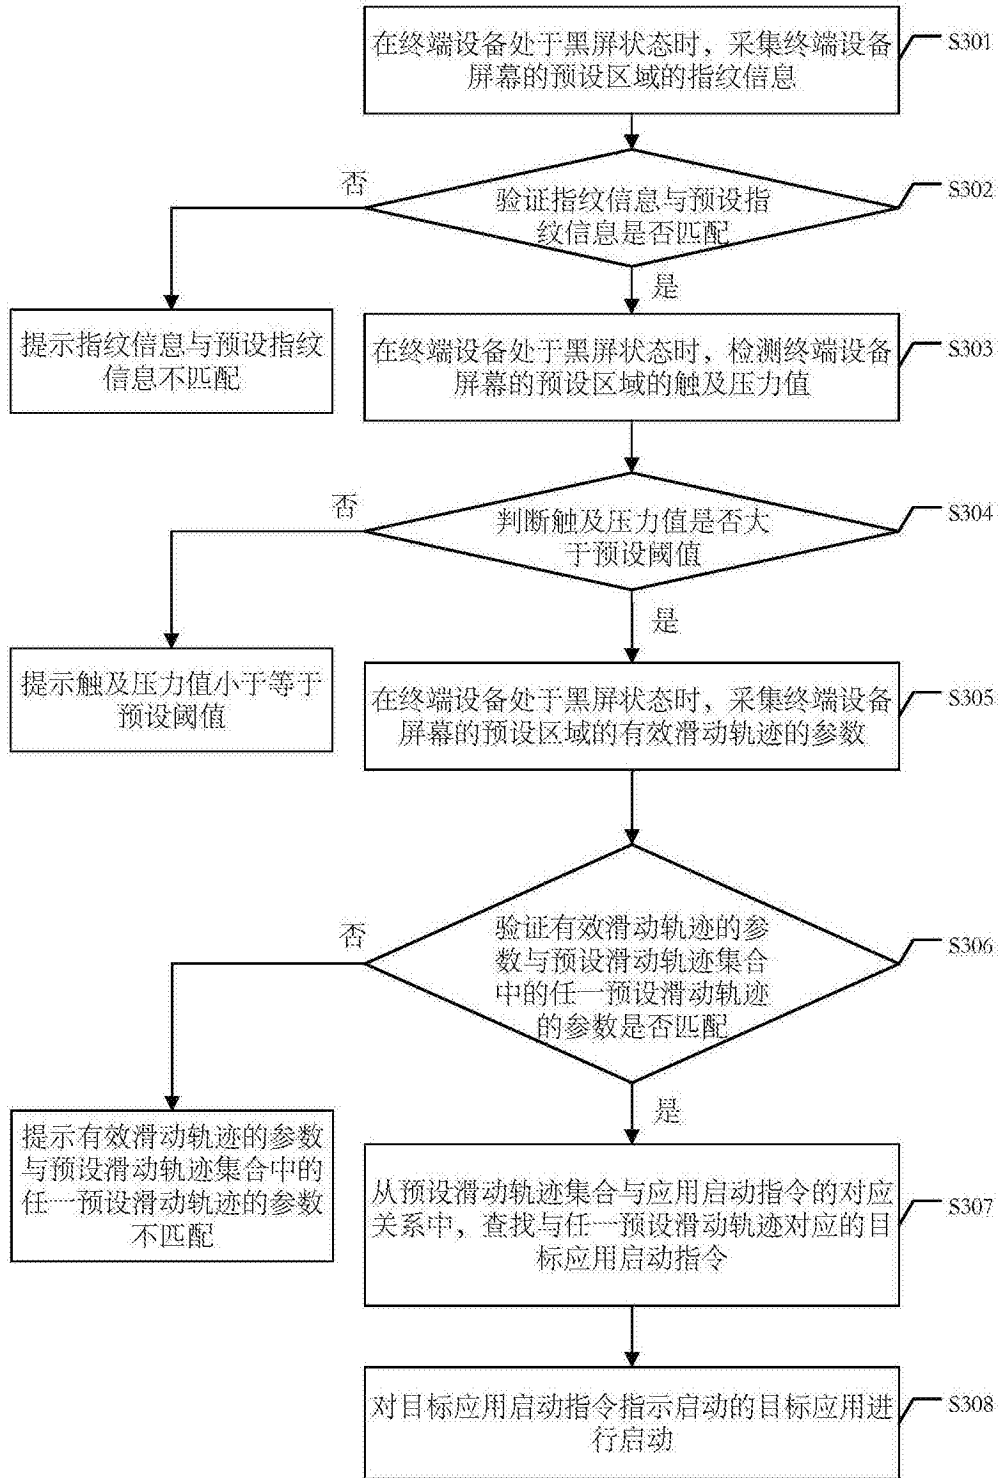 在终端设备处于黑屏状态时，采集终端设备
屏幕的预设区域的指纹信息
S301
否
验证指纹信息与预设指
纹信息是否匹配
S302
是
提示指纹信息与预设指纹
信息不匹配
在终端设备处于黑屏状态时，检测终端设备
屏幕的预设区域的触及压力值
S303
否
判断触及压力值是否大
于预设阈值
S304
是
提示触及压力值小于等于
预设阈值
在终端设备处于黑屏状态时，采集终端设备
屏幕的预设区域的有效滑动轨迹的参数
S305
否
验证有效滑动轨迹的参
数与预设滑动轨迹集合
中的任一预设滑动轨迹
的参数是否匹配
S306
是
提示有效滑动轨迹的参数
与预设滑动轨迹集合中的
任一预设滑动轨迹的参数
不匹配
从预设滑动轨迹集合与应用启动指令的对应
关系中，查找与任一预设滑动轨迹对应的目
标应用启动指令
S307
对目标应用启动指令指示启动的目标应用进
行启动
S308